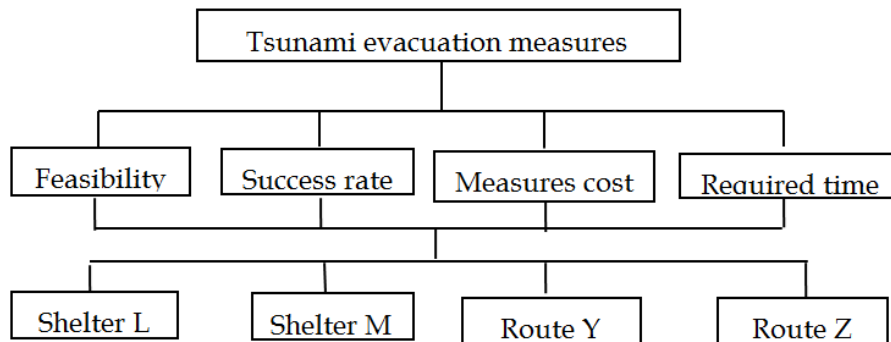 Tsunami evacuation measures
Feasibility
Success rate
Measures cost
Required time
Shelter L
Shelter M
Route Y
Route Z